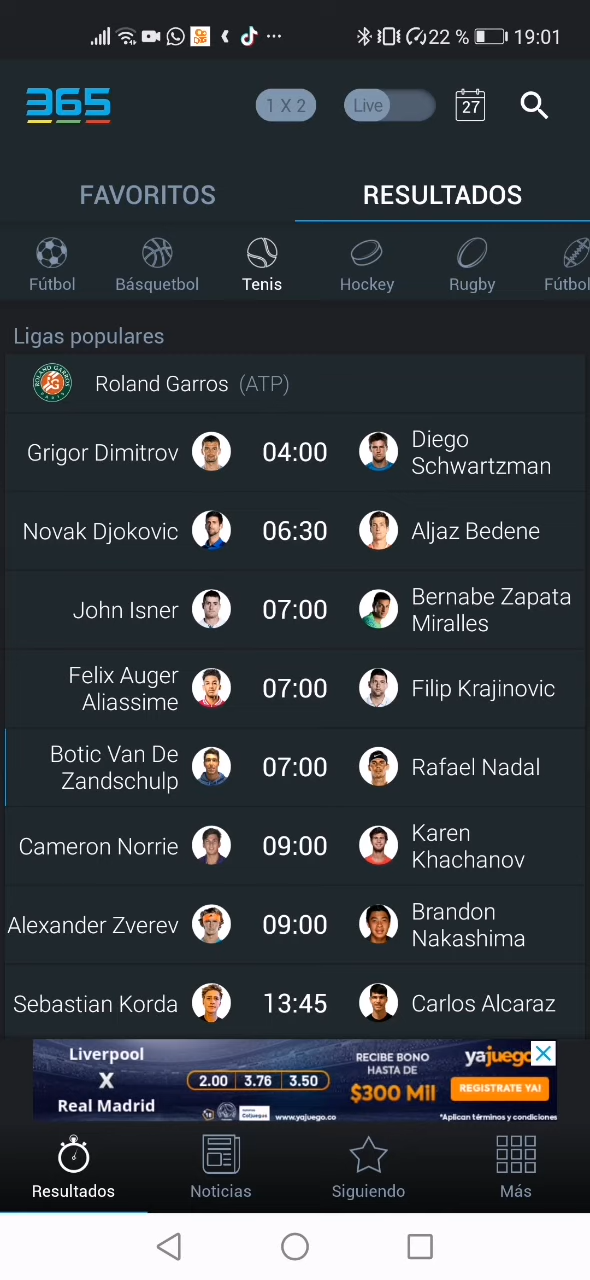 22 %
19:01
365
1 X 2
Live
27
FAVORITOS
RESULTADOS
Fútbol
Básquetbol
Tenis
Hockey
Rugby
Fútbol
Ligas populares
Roland Garros (ATP)
Grigor Dimitrov
04:00
Diego
Schwartzman
Novak Djokovic
06:30
Aljaz Bedene
John Isner
07:00
Bernabe Zapata
Miralles
Felix Auger
Aliassime
07:00
Filip Krajinovic
Botic Van De
Zandschulp
07:00
Rafael Nadal
Cameron Norrie
09:00
Karen
Khachanov
Alexander Zverev
09:00
Brandon
Nakashima
Sebastian Korda
13:45
Carlos Alcaraz
Liverpool
X
Real Madrid
2.00
3.76
3.50
www.yajuego.co
RECIBE BONO
HASTA DE
$300 Mil
yajuego
REGISTRATE YA!
*Aplican términos y condiciones
Resultados
Noticias
Siguiendo
Más